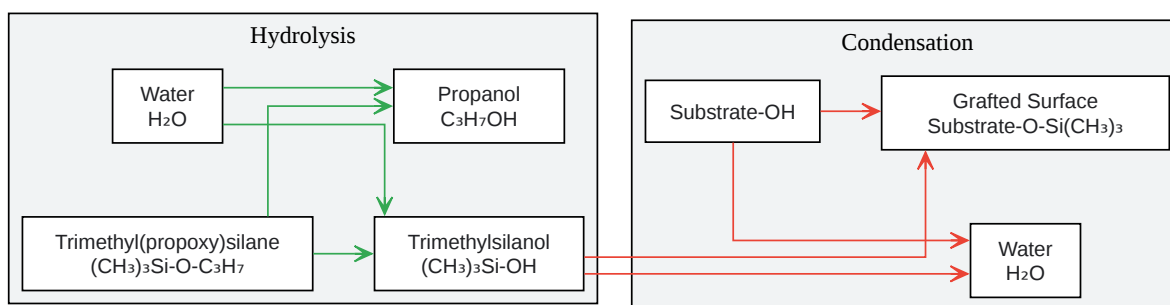 Hydrolysis
Water
H₂O
Propanol
C₃H₇OH
Trimethyl(propoxy)silane
(CH₃)₃Si-O-C₃H₇
Trimethylsilanol
(CH₃)₃Si-OH
Condensation
Substrate-OH
Grafted Surface
Substrate-O-Si(CH₃)₃
Water
H₂O